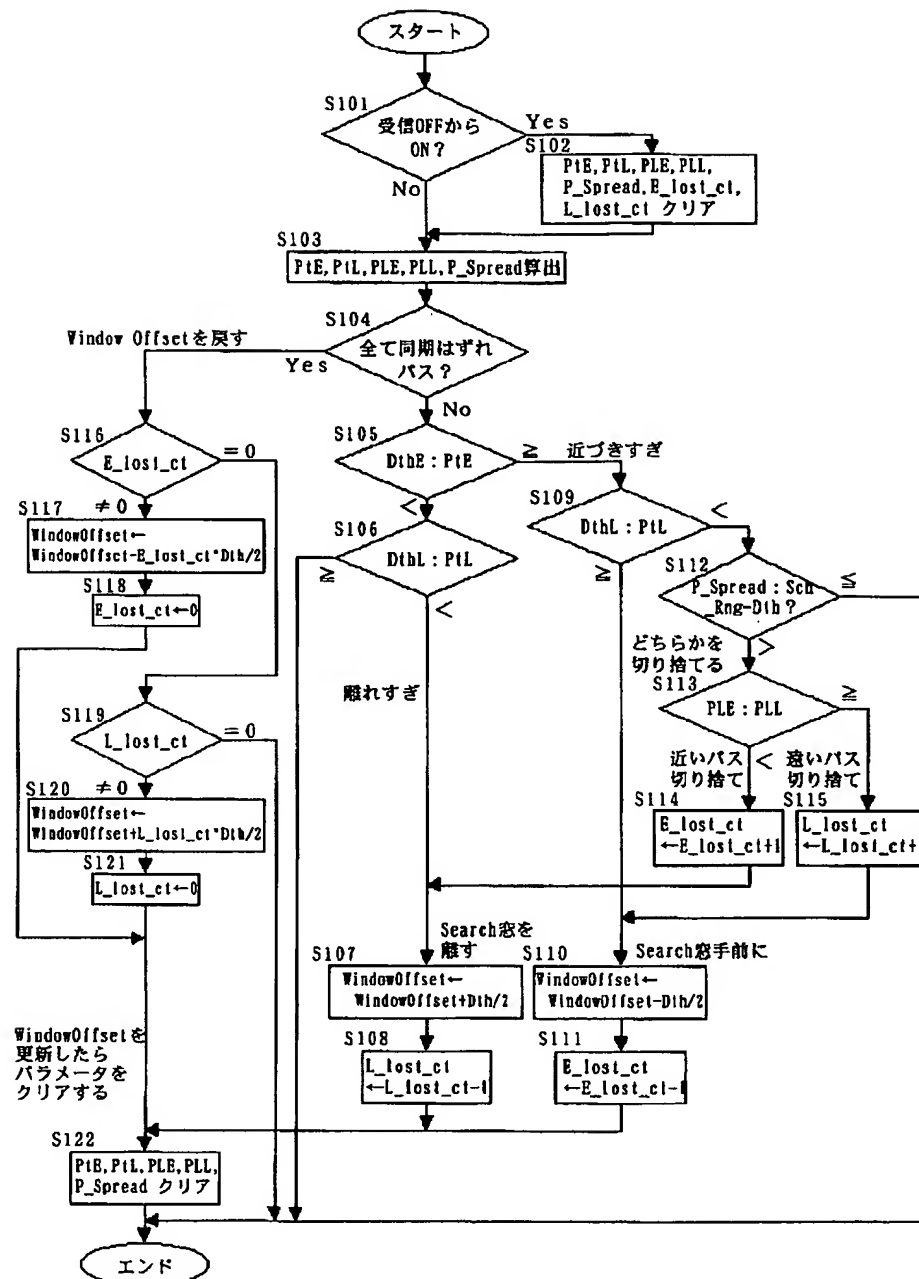 スタート
S101
受信OFFから
ON?
Yes
No
S102
PtE, PtL, PLE, PLL,
P_Spread, E_lost_ct,
L_lost_ct クリア
S103
PtE, PtL, PLE, PLL, P_Spread算出
S104
全て同期はずれ
パス?
Window Offsetを戻す
Yes
No
S105
DthE : PtE
≧ 近づきすぎ
<
S106
DthL : PtL
≧
<
離れすぎ
S109
DthL : PtL
<
≧
S112
P_Spread : Sch
_Rng-Dth?
≦
>
どちらかを
切り捨てる
S113
PLE : PLL
≧
<
近いパス
切り捨て
遠いパス
切り捨て
S114
E_lost_ct
←E_lost_ct+1
S115
L_lost_ct
←L_lost_ct+
S116
E_lost_ct
=0
≠0
S117
WindowOffset←
WindowOffset-E_lost_ct*Dth/2
S118
E_lost_ct←0
S119
L_lost_ct
=0
≠0
S120
WindowOffset←
WindowOffset+L_lost_ct*Dth/2
S121
L_lost_ct←0
Search窓を
離す
S107
WindowOffset←
WindowOffset+Dth/2
S108
L_lost_ct
←L_lost_ct-1
Search窓手前に
S110
WindowOffset←
WindowOffset-Dth/2
S111
E_lost_ct
←E_lost_ct-1
WindowOffsetを
更新したら
パラメータを
クリアする
S122
PtE, PtL, PLE, PLL,
P_Spread クリア
エンド